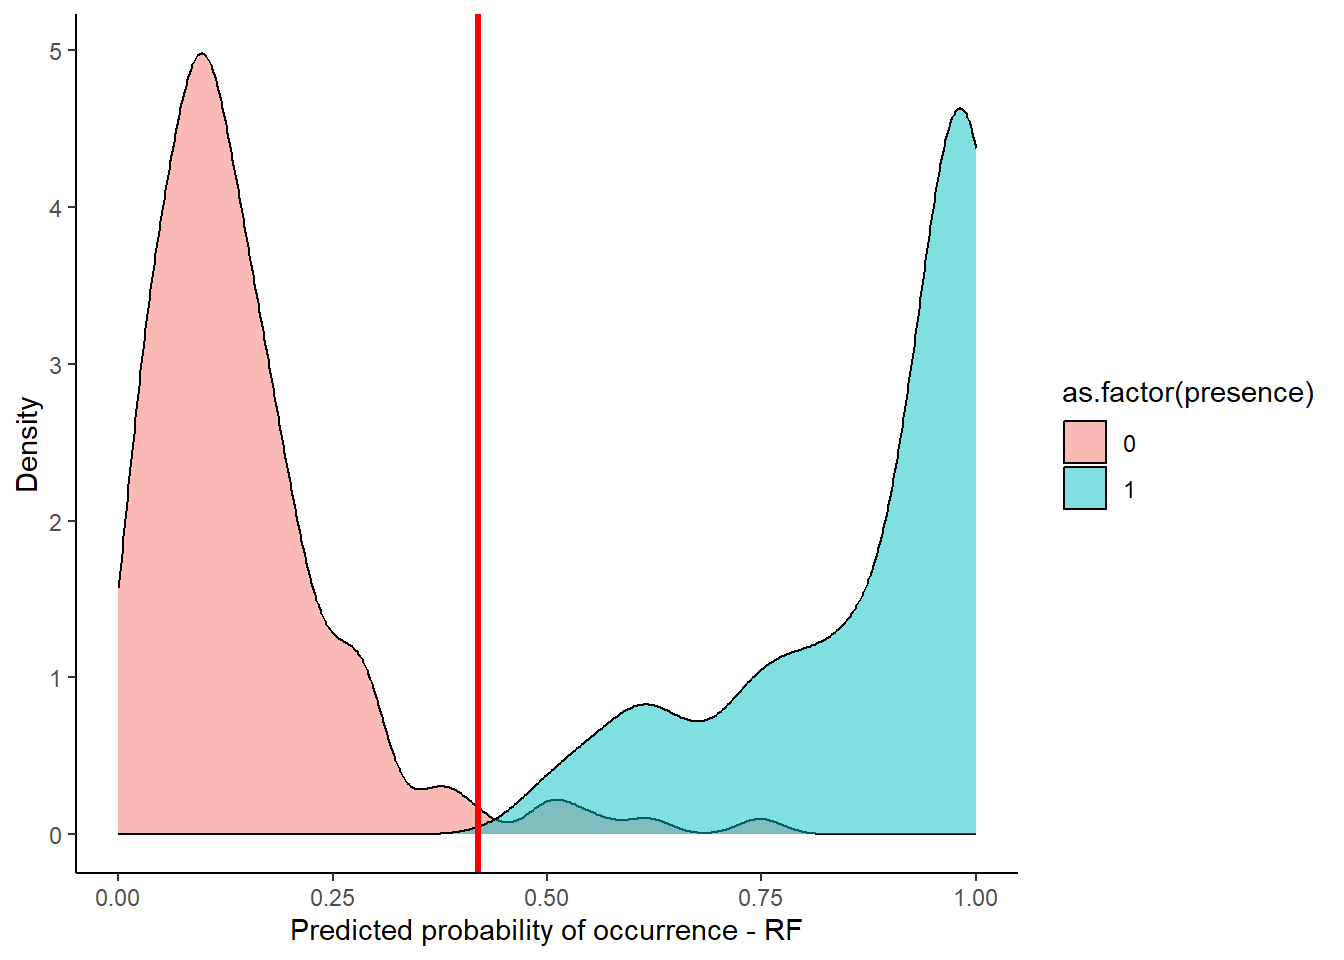 Density
5
4
3
2
1
0
0.00 0.25 0.50 0.75 1.00
Predicted probability of occurrence - RF
as.factor(presence)
0
1